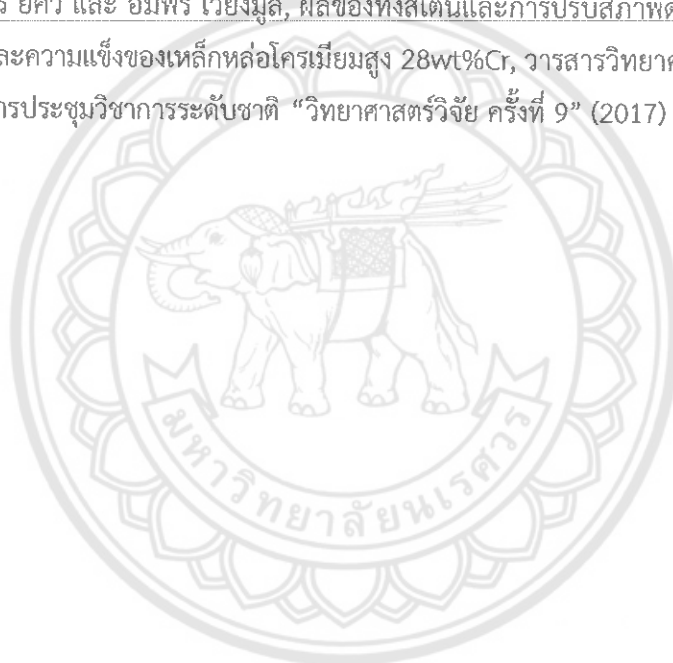 และ อัมพร เวียงมูล, ผลของทังสเตนและการปรับสภาพด
ละความแข็งของเหล็กหล่อโครเมียมสูง 28wt%Cr, วารสารวิทยาศ
ารประชุมวิชาการระดับชาติ “วิทยาศาสตร์วิจัย ครั้งที่ 9” (2017)
มหาวิทยาลัยนเรศวร